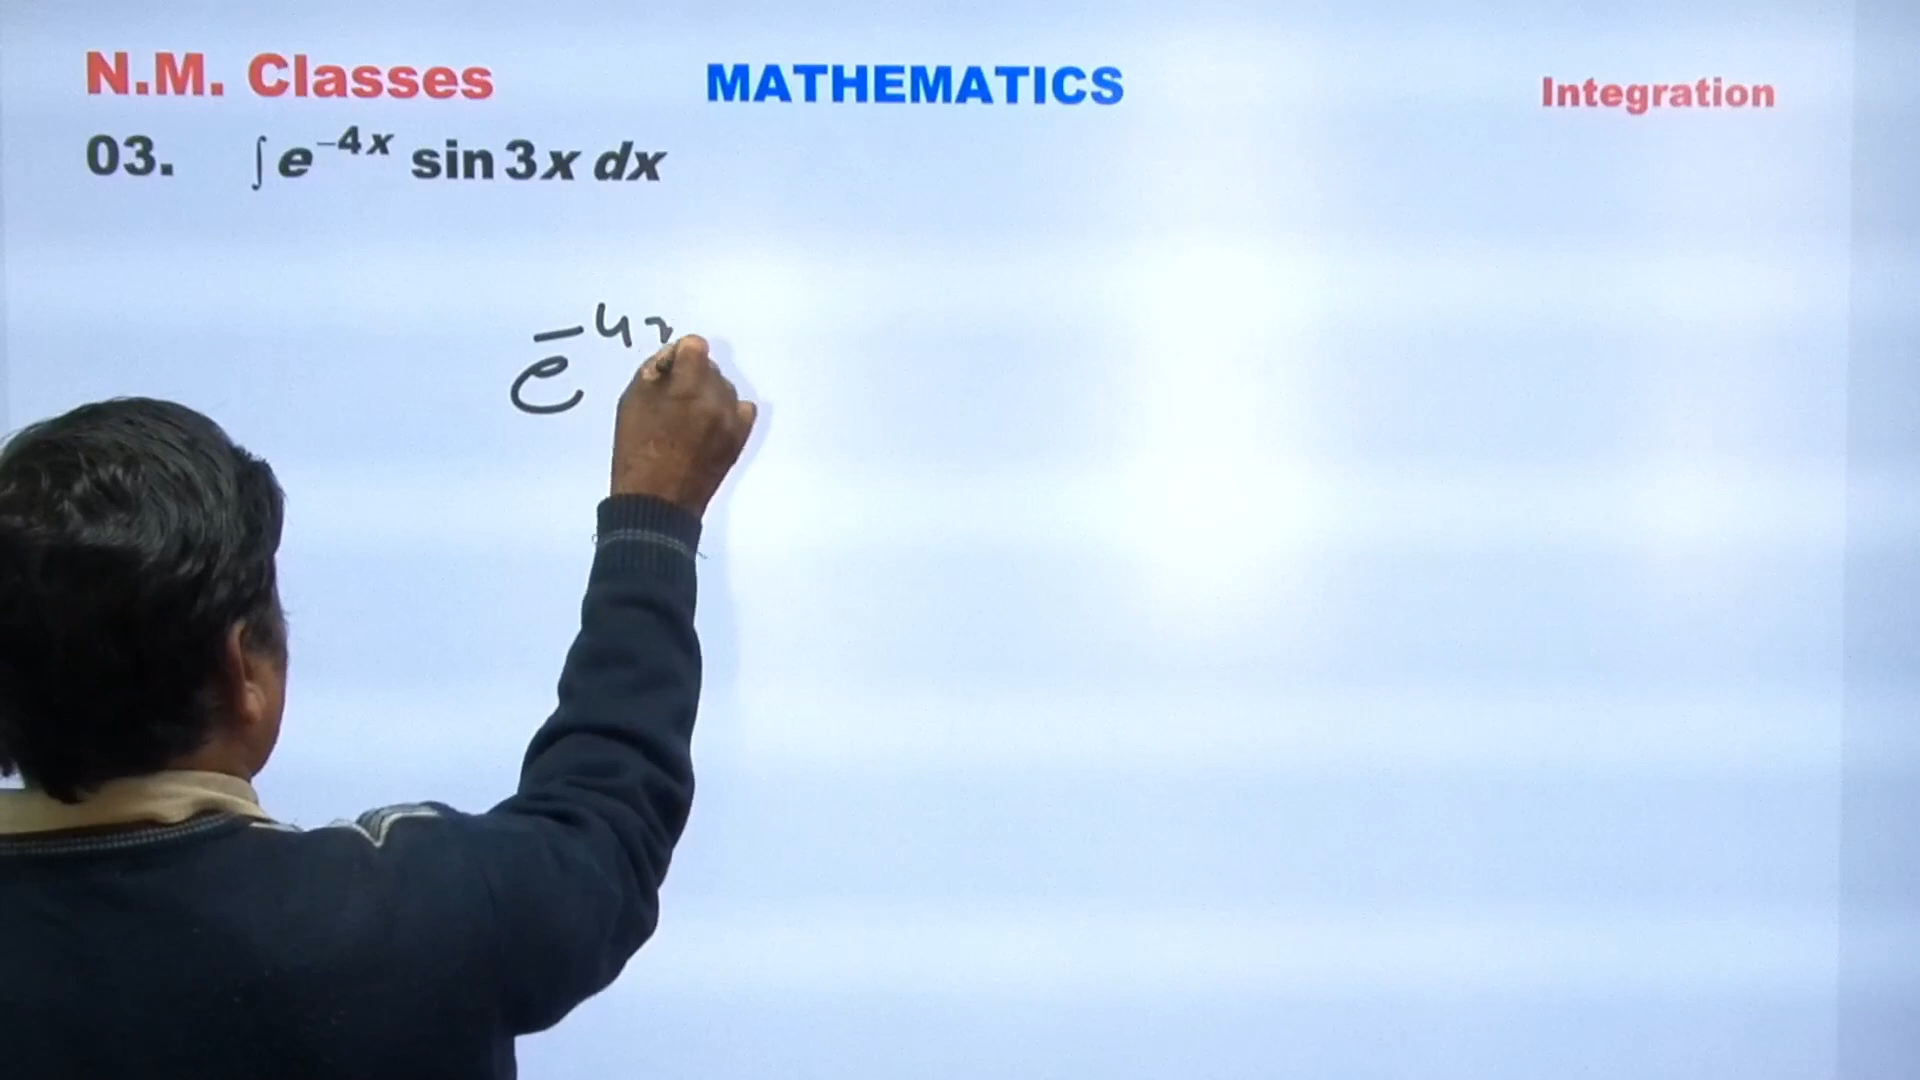 N.M. Classes MATHEMATICS Integration
03. ∫e⁻⁴ˣ sin 3x dx
e⁻⁴ˣ